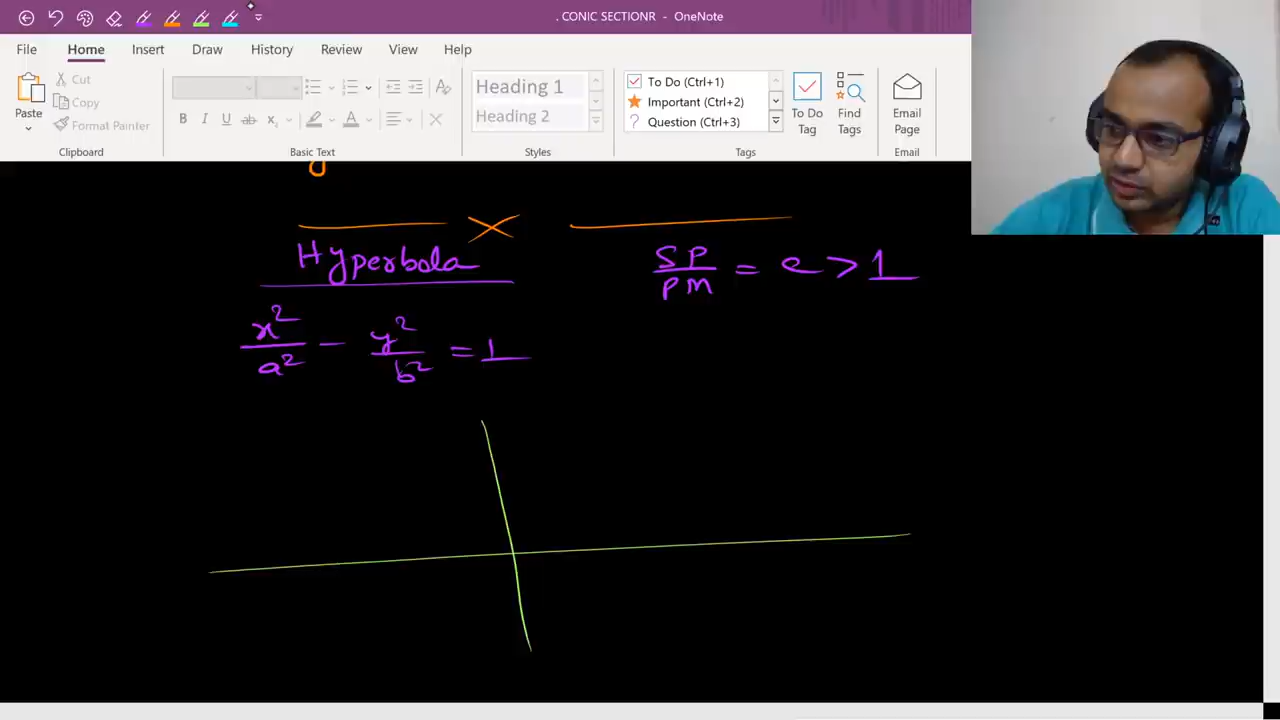 . CONIC SECTIONR - OneNote
File Home Insert Draw History Review View Help
Paste
Cut
Copy
Format Painter
Clipboard
B I U ab x₂ A
Basic Text
Heading 1
Heading 2
Styles
To Do (Ctrl+1)
Important (Ctrl+2)
? Question (Ctrl+3)
To Do Tag
Find Tags
Tags
Email Page
Email
Hyperbola
SP/PM = e > 1
x²/a² - y²/b² = 1